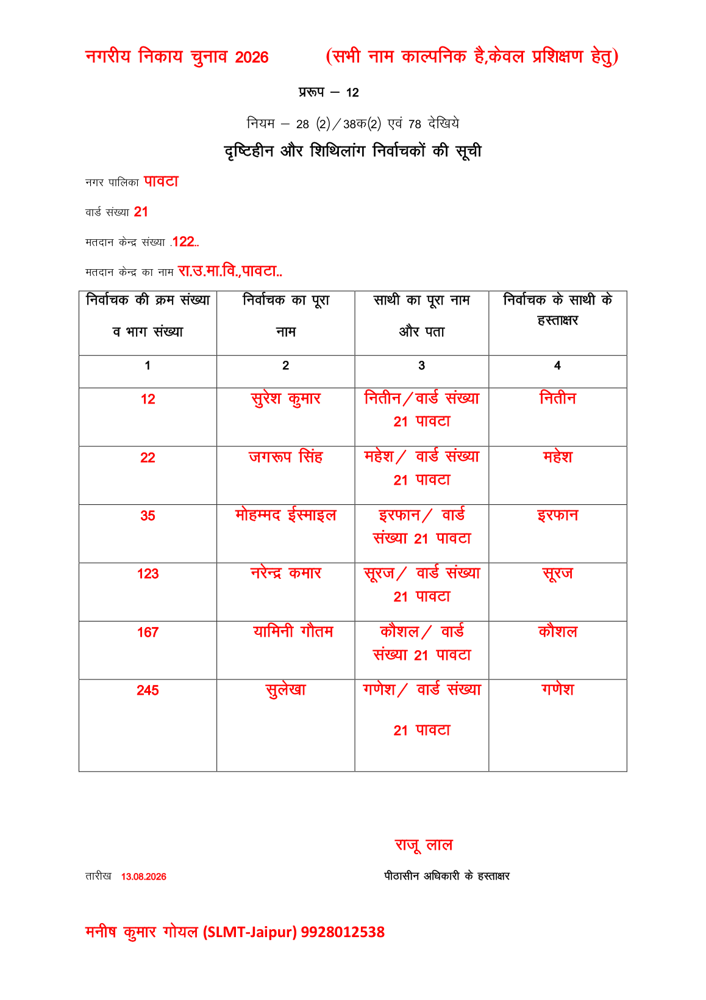 नगरीय निकाय चुनाव 2026 (सभी नाम काल्पनिक है,केवल प्रशिक्षण हेतु)
प्ररूप – 12
नियम – 28 (2)/38क(2) एवं 78 देखिये
दृष्टिहीन और शिथिलांग निर्वाचकों की सूची
नगर पालिका पावटा
वार्ड संख्या 21
मतदान केन्द्र संख्या .122..
मतदान केन्द्र का नाम रा.उ.मा.वि.,पावटा..
निर्वाचक की क्रम संख्या
व भाग संख्या
निर्वाचक का पूरा
नाम
साथी का पूरा नाम
और पता
निर्वाचक के साथी के
हस्ताक्षर
1 2 3 4
12 सुरेश कुमार नितीन/वार्ड संख्या नितीन
21 पावटा
22 जगरूप सिंह महेश/ वार्ड संख्या महेश
21 पावटा
35 मोहम्मद ईस्माइल इरफान/ वार्ड इरफान
संख्या 21 पावटा
123 नरेन्द्र कमार सूरज/ वार्ड संख्या सूरज
21 पावटा
167 यामिनी गौतम कौशल/ वार्ड कौशल
संख्या 21 पावटा
245 सुलेखा गणेश/ वार्ड संख्या गणेश
21 पावटा
राजू लाल
तारीख 13.08.2026 पीठासीन अधिकारी के हस्ताक्षर
मनीष कुमार गोयल (SLMT-Jaipur) 9928012538